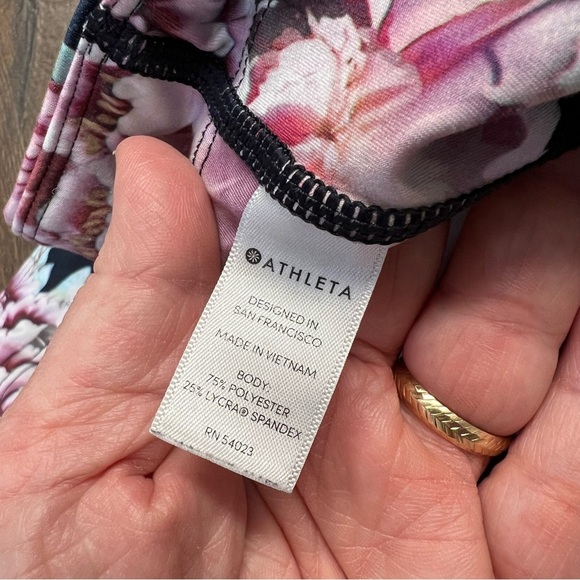 ATHLETA
DESIGNED IN
SAN FRANCISCO
MADE IN VIETNAM
BODY:
75% POLYESTER
25% LYCRA® SPANDEX
RN 54023